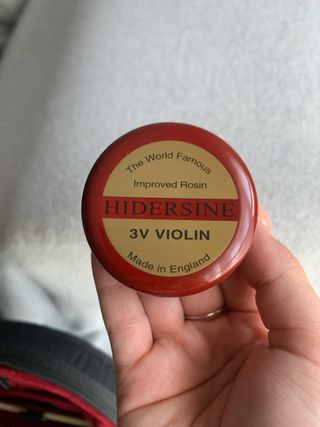 The World Famous
Improved Rosin
HIDERSINE
3V VIOLIN
Made in England